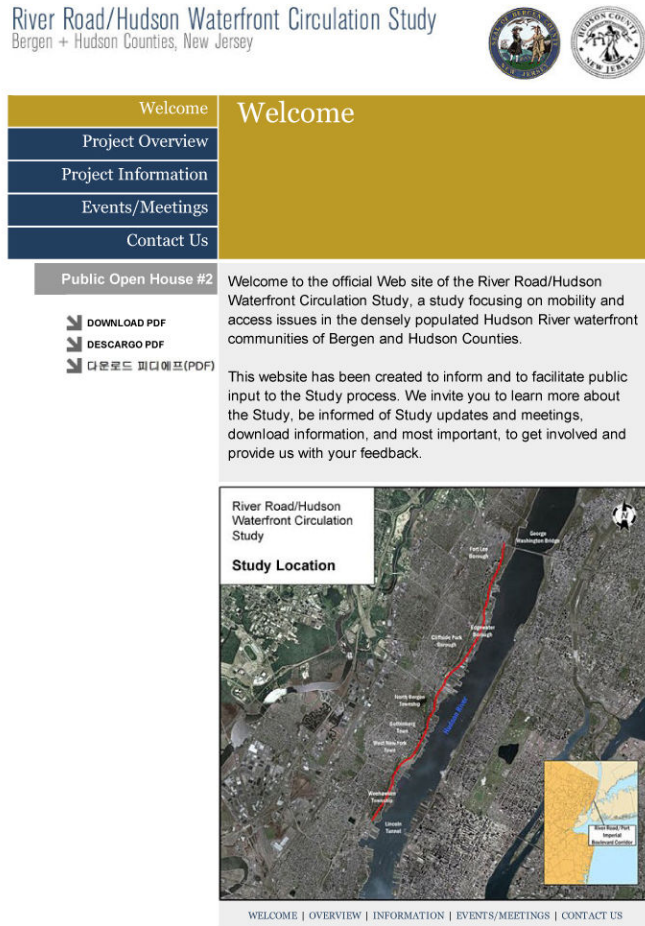 River Road/Hudson Waterfront Circulation Study
Bergen + Hudson Counties, New Jersey
Welcome
Project Overview
Project Information
Events/Meetings
Contact Us
Welcome
Public Open House #2
DOWNLOAD PDF
DESCARGO PDF
다운로드 피디에프(PDF)
Welcome to the official Web site of the River Road/Hudson
Waterfront Circulation Study, a study focusing on mobility and
access issues in the densely populated Hudson River waterfront
communities of Bergen and Hudson Counties.
This website has been created to inform and to facilitate public
input to the Study process. We invite you to learn more about
the Study, be informed of Study updates and meetings,
download information, and most important, to get involved and
provide us with your feedback.
River Road/Hudson
Waterfront Circulation
Study
Study Location
N
George
Washington Bridge
Fort Lee
Borough
Edgewater
Borough
Cliffside Park
Borough
North Bergen
Township
Guttenburg
Town
West New York
Town
Hudson River
Weehawken
Township
Lincoln
Tunnel
River Road/Port
Imperial
Boulevard Corridor
WELCOME | OVERVIEW | INFORMATION | EVENTS/MEETINGS | CONTACT US